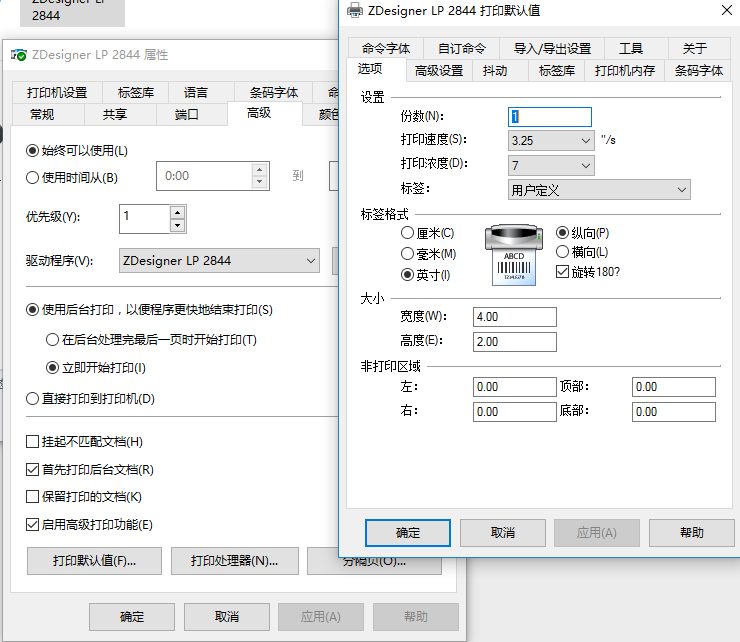 ZDesigner LP
2844
ZDesigner LP 2844 属性
打印机设置
标签库
语言
条码字体
命
常规
共享
端口
高级
颜色
始终可以使用(L)
使用时间从(B)
0:00
到
优先级(Y):
1
驱动程序(V):
ZDesigner LP 2844
使用后台打印，以便程序更快地结束打印(S)
在后台处理完最后一页时开始打印(T)
立即开始打印(I)
直接打印到打印机(D)
挂起不匹配文档(H)
首先打印后台文档(R)
保留打印的文档(K)
启用高级打印功能(E)
打印默认值(F)...
打印处理器(N)...
分隔页(O)...
确定
取消
应用(A)
帮助
ZDesigner LP 2844 打印默认值
命令字体
自订命令
导入/导出设置
工具
关于
选项
高级设置
抖动
标签库
打印机内存
条码字体
设置
份数(N):
1
打印速度(S):
3.25
"/s
打印浓度(D):
7
标签:
用户定义
标签格式
厘米(C)
毫米(M)
英寸(I)
ABCD
纵向(P)
横向(L)
旋转180?
大小
宽度(W):
4.00
高度(E):
2.00
非打印区域
左:
0.00
顶部:
0.00
右:
0.00
底部:
0.00
确定
取消
应用(A)
帮助